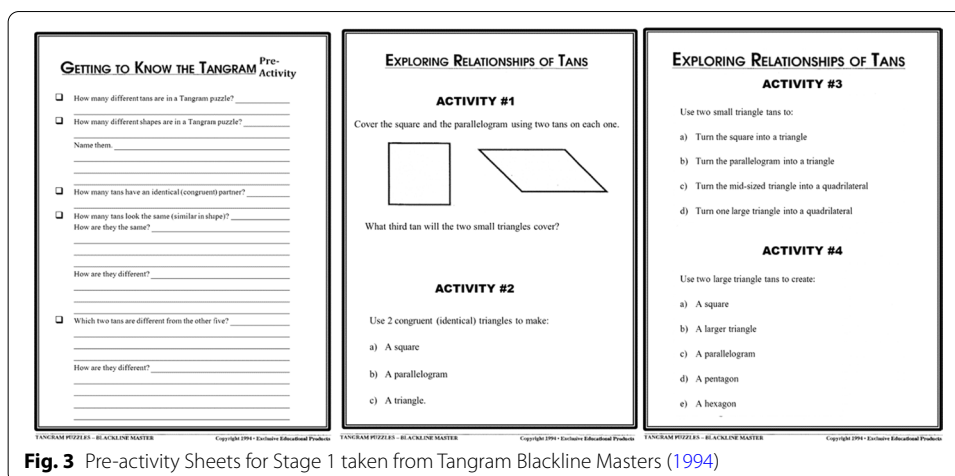 GETTING TO KNOW THE TANGRAM Pre-Activity
❑ How many different tans are in a Tangram puzzle?
❑ How many different shapes are in a Tangram puzzle?
Name them.
❑ How many tans have an identical (congruent) partner?
❑ How many tans look the same (similar in shape)?
How are they the same?
How are they different?
❑ Which two tans are different from the other five?
How are they different?
TANGRAM PUZZLES – BLACKLINE MASTER Copyright 1994 • Exclusive Educational Products
EXPLORING RELATIONSHIPS OF TANS
ACTIVITY #1
Cover the square and the parallelogram using two tans on each one.
What third tan will the two small triangles cover?
ACTIVITY #2
Use 2 congruent (identical) triangles to make:
a) A square
b) A parallelogram
c) A triangle.
TANGRAM PUZZLES – BLACKLINE MASTER Copyright 1994 • Exclusive Educational Products
EXPLORING RELATIONSHIPS OF TANS
ACTIVITY #3
Use two small triangle tans to:
a) Turn the square into a triangle
b) Turn the parallelogram into a triangle
c) Turn the mid-sized triangle into a quadrilateral
d) Turn one large triangle into a quadrilateral
ACTIVITY #4
Use two large triangle tans to create:
a) A square
b) A larger triangle
c) A parallelogram
d) A pentagon
e) A hexagon
TANGRAM PUZZLES – BLACKLINE MASTER Copyright 1994 • Exclusive Educational Products
Fig. 3 Pre-activity Sheets for Stage 1 taken from Tangram Blackline Masters (1994)